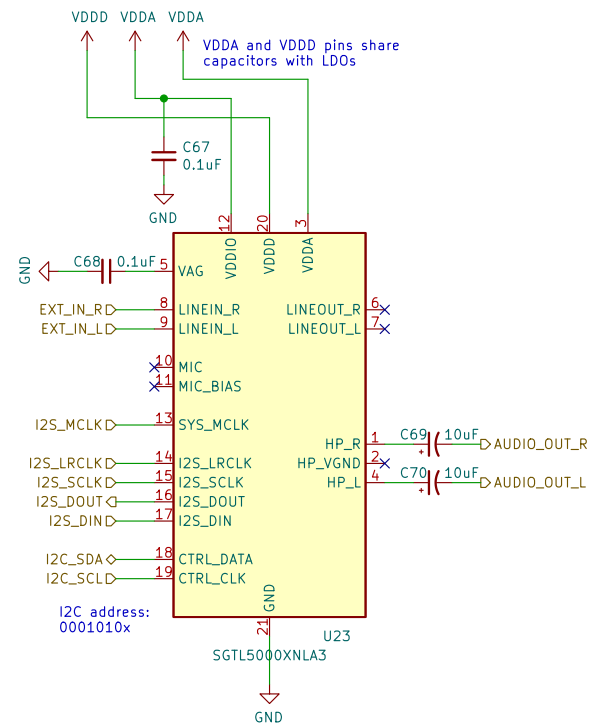 VDDD VDDA VDDA
VDDA and VDDD pins share
capacitors with LDOs
C67
0.1uF
GND
12 20 3
VDDIO VDDD VDDA
GND C68 0.1uF 5 VAG
EXT_IN_R 8 LINEIN_R LINEOUT_R 6
EXT_IN_L 9 LINEIN_L LINEOUT_L 7
10 MIC
11 MIC_BIAS
I2S_MCLK 13 SYS_MCLK
HP_R 1 C69 10uF AUDIO_OUT_R
I2S_LRCLK 14 I2S_LRCLK HP_VGND 2
I2S_SCLK 15 I2S_SCLK HP_L 4 C70 10uF AUDIO_OUT_L
I2S_DOUT 16 I2S_DOUT
I2S_DIN 17 I2S_DIN
I2C_SDA 18 CTRL_DATA
I2C_SCL 19 CTRL_CLK
GND
I2C address:
0001010x
21
U23
SGTL5000XNLA3
GND